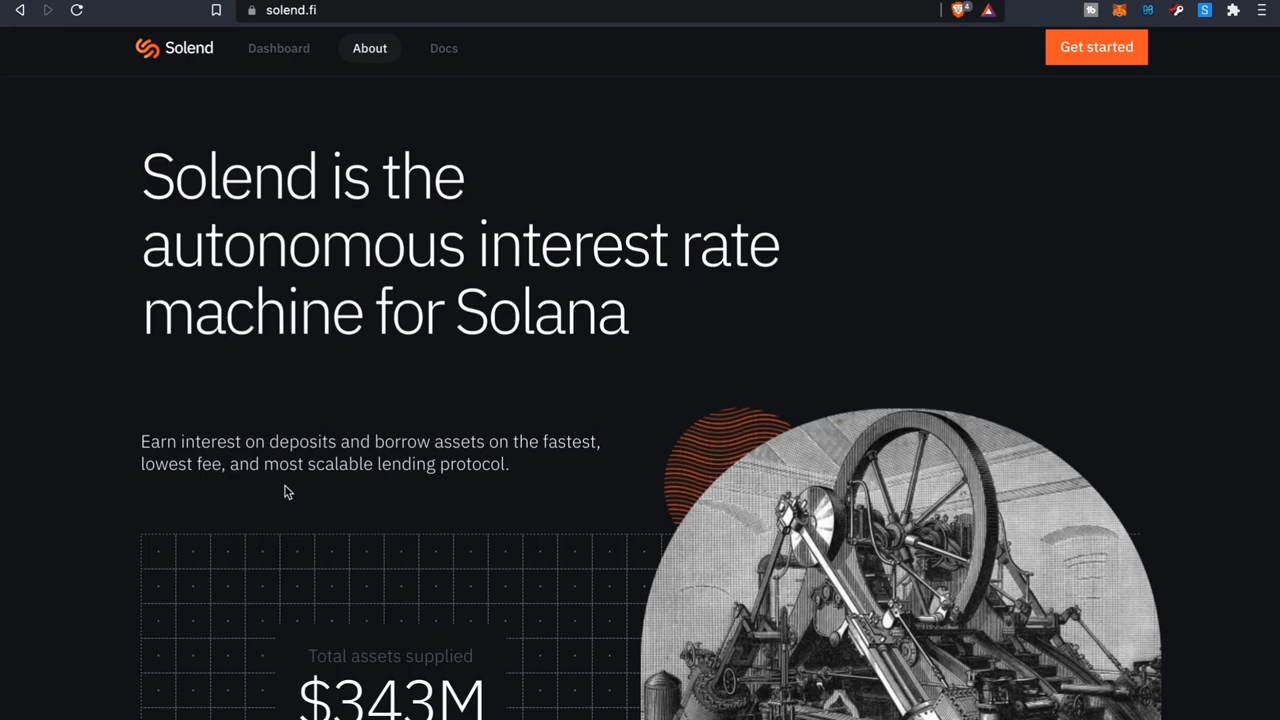 solend.fi
4
tb
S
Solend
Dashboard
About
Docs
Get started
Solend is the
autonomous interest rate
machine for Solana
Earn interest on deposits and borrow assets on the fastest,
lowest fee, and most scalable lending protocol.
Total assets supplied
$343M